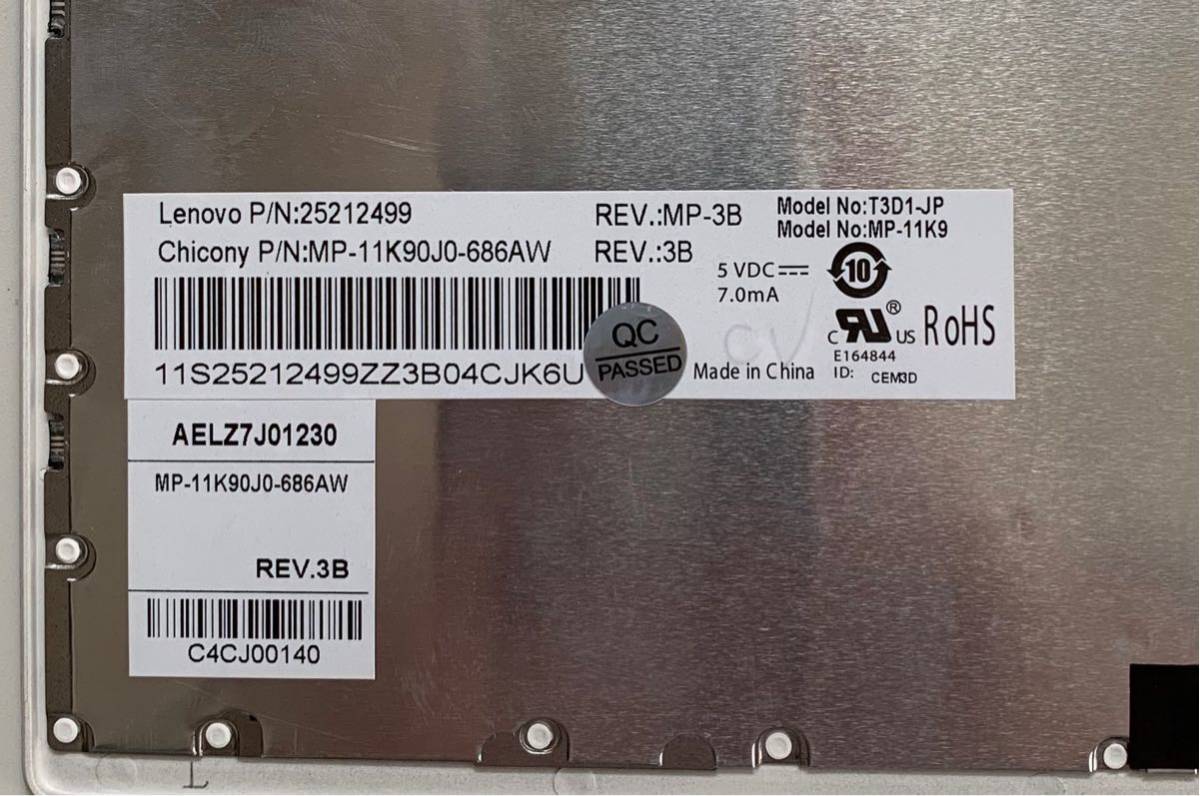 Lenovo P/N:25212499
REV.:MP-3B
Model No:T3D1-JP
Model No:MP-11K9
Chicony P/N:MP-11K90J0-686AW
REV.:3B
5 VDC
7.0mA
10
11S25212499ZZ3B04CJK6U
QC
PASSED
CV
Made in China
C RU US ®
E164844
ID: CEM3D
RoHS
AELZ7J01230
MP-11K90J0-686AW
REV.3B
C4CJ00140
L